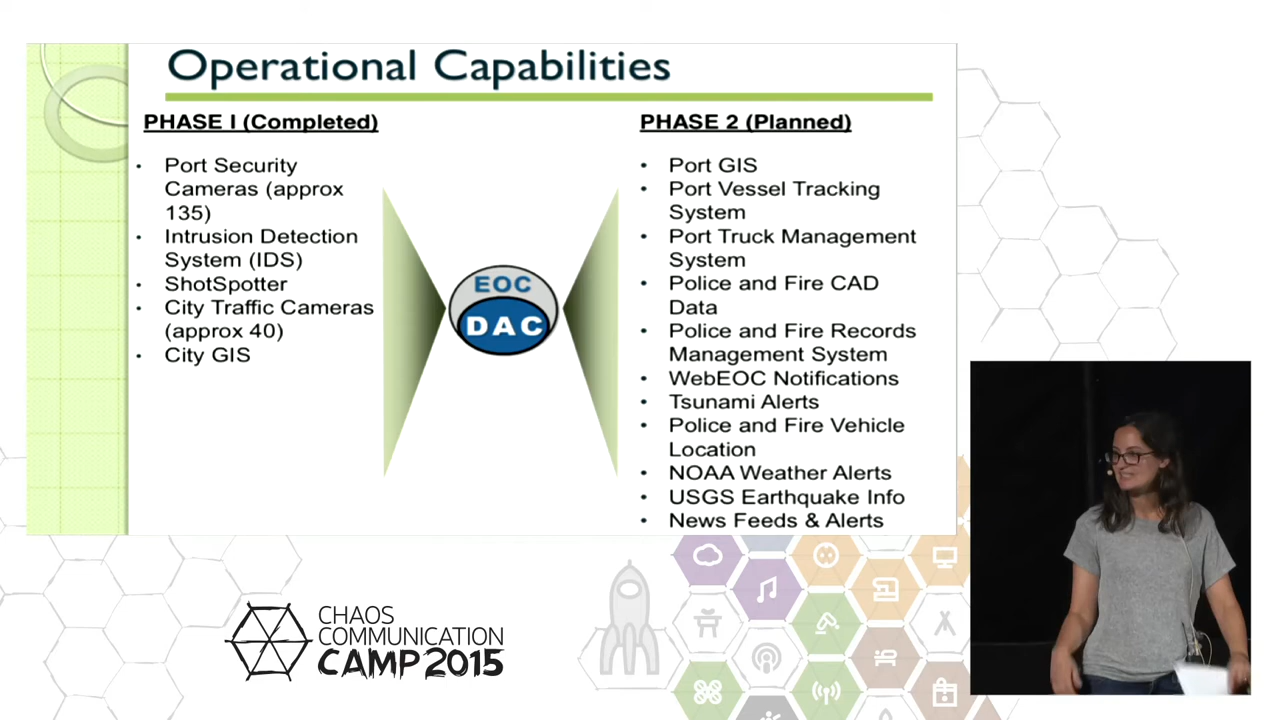 Operational Capabilities
PHASE I (Completed)
• Port Security
Cameras (approx
135)
• Intrusion Detection
System (IDS)
• ShotSpotter
• City Traffic Cameras
(approx 40)
• City GIS
EOC
DAC
PHASE 2 (Planned)
• Port GIS
• Port Vessel Tracking
System
• Port Truck Management
System
• Police and Fire CAD
Data
• Police and Fire Records
Management System
• WebEOC Notifications
• Tsunami Alerts
• Police and Fire Vehicle
Location
• NOAA Weather Alerts
• USGS Earthquake Info
• News Feeds & Alerts
CHAOS
COMMUNICATION
CAMP 2015